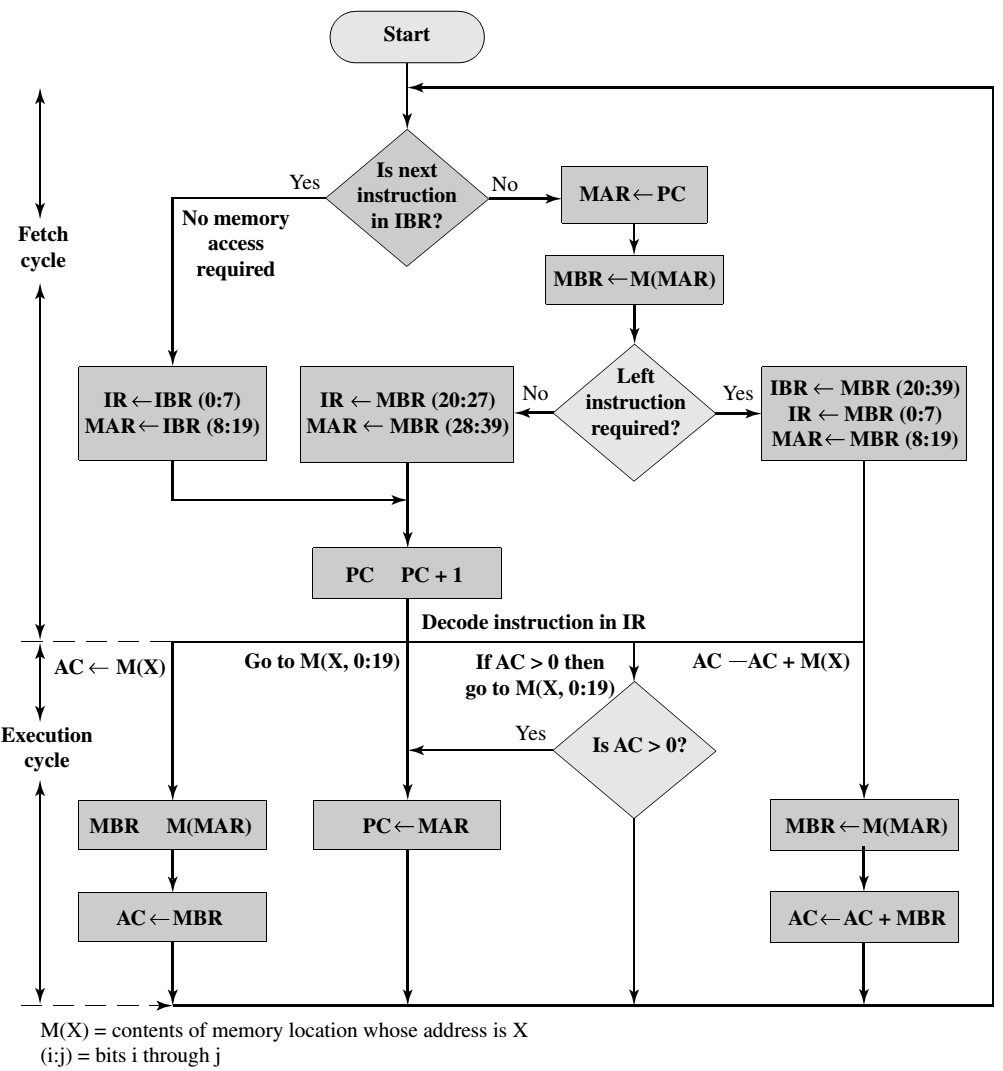 Start
Is next
instruction
in IBR?
Yes
No
No memory
access
required
MAR ← PC
MBR ← M(MAR)
Fetch
cycle
Left
instruction
required?
No
Yes
IR ← IBR (0:7)
MAR ← IBR (8:19)
IR ← MBR (20:27)
MAR ← MBR (28:39)
IBR ← MBR (20:39)
IR ← MBR (0:7)
MAR ← MBR (8:19)
PC PC + 1
Decode instruction in IR
AC ← M(X)
Go to M(X, 0:19)
If AC > 0 then
go to M(X, 0:19)
AC —AC + M(X)
Execution
cycle
Yes
Is AC > 0?
MBR M(MAR)
PC ← MAR
MBR ← M(MAR)
AC ← MBR
AC ← AC + MBR
M(X) = contents of memory location whose address is X
(i:j) = bits i through j